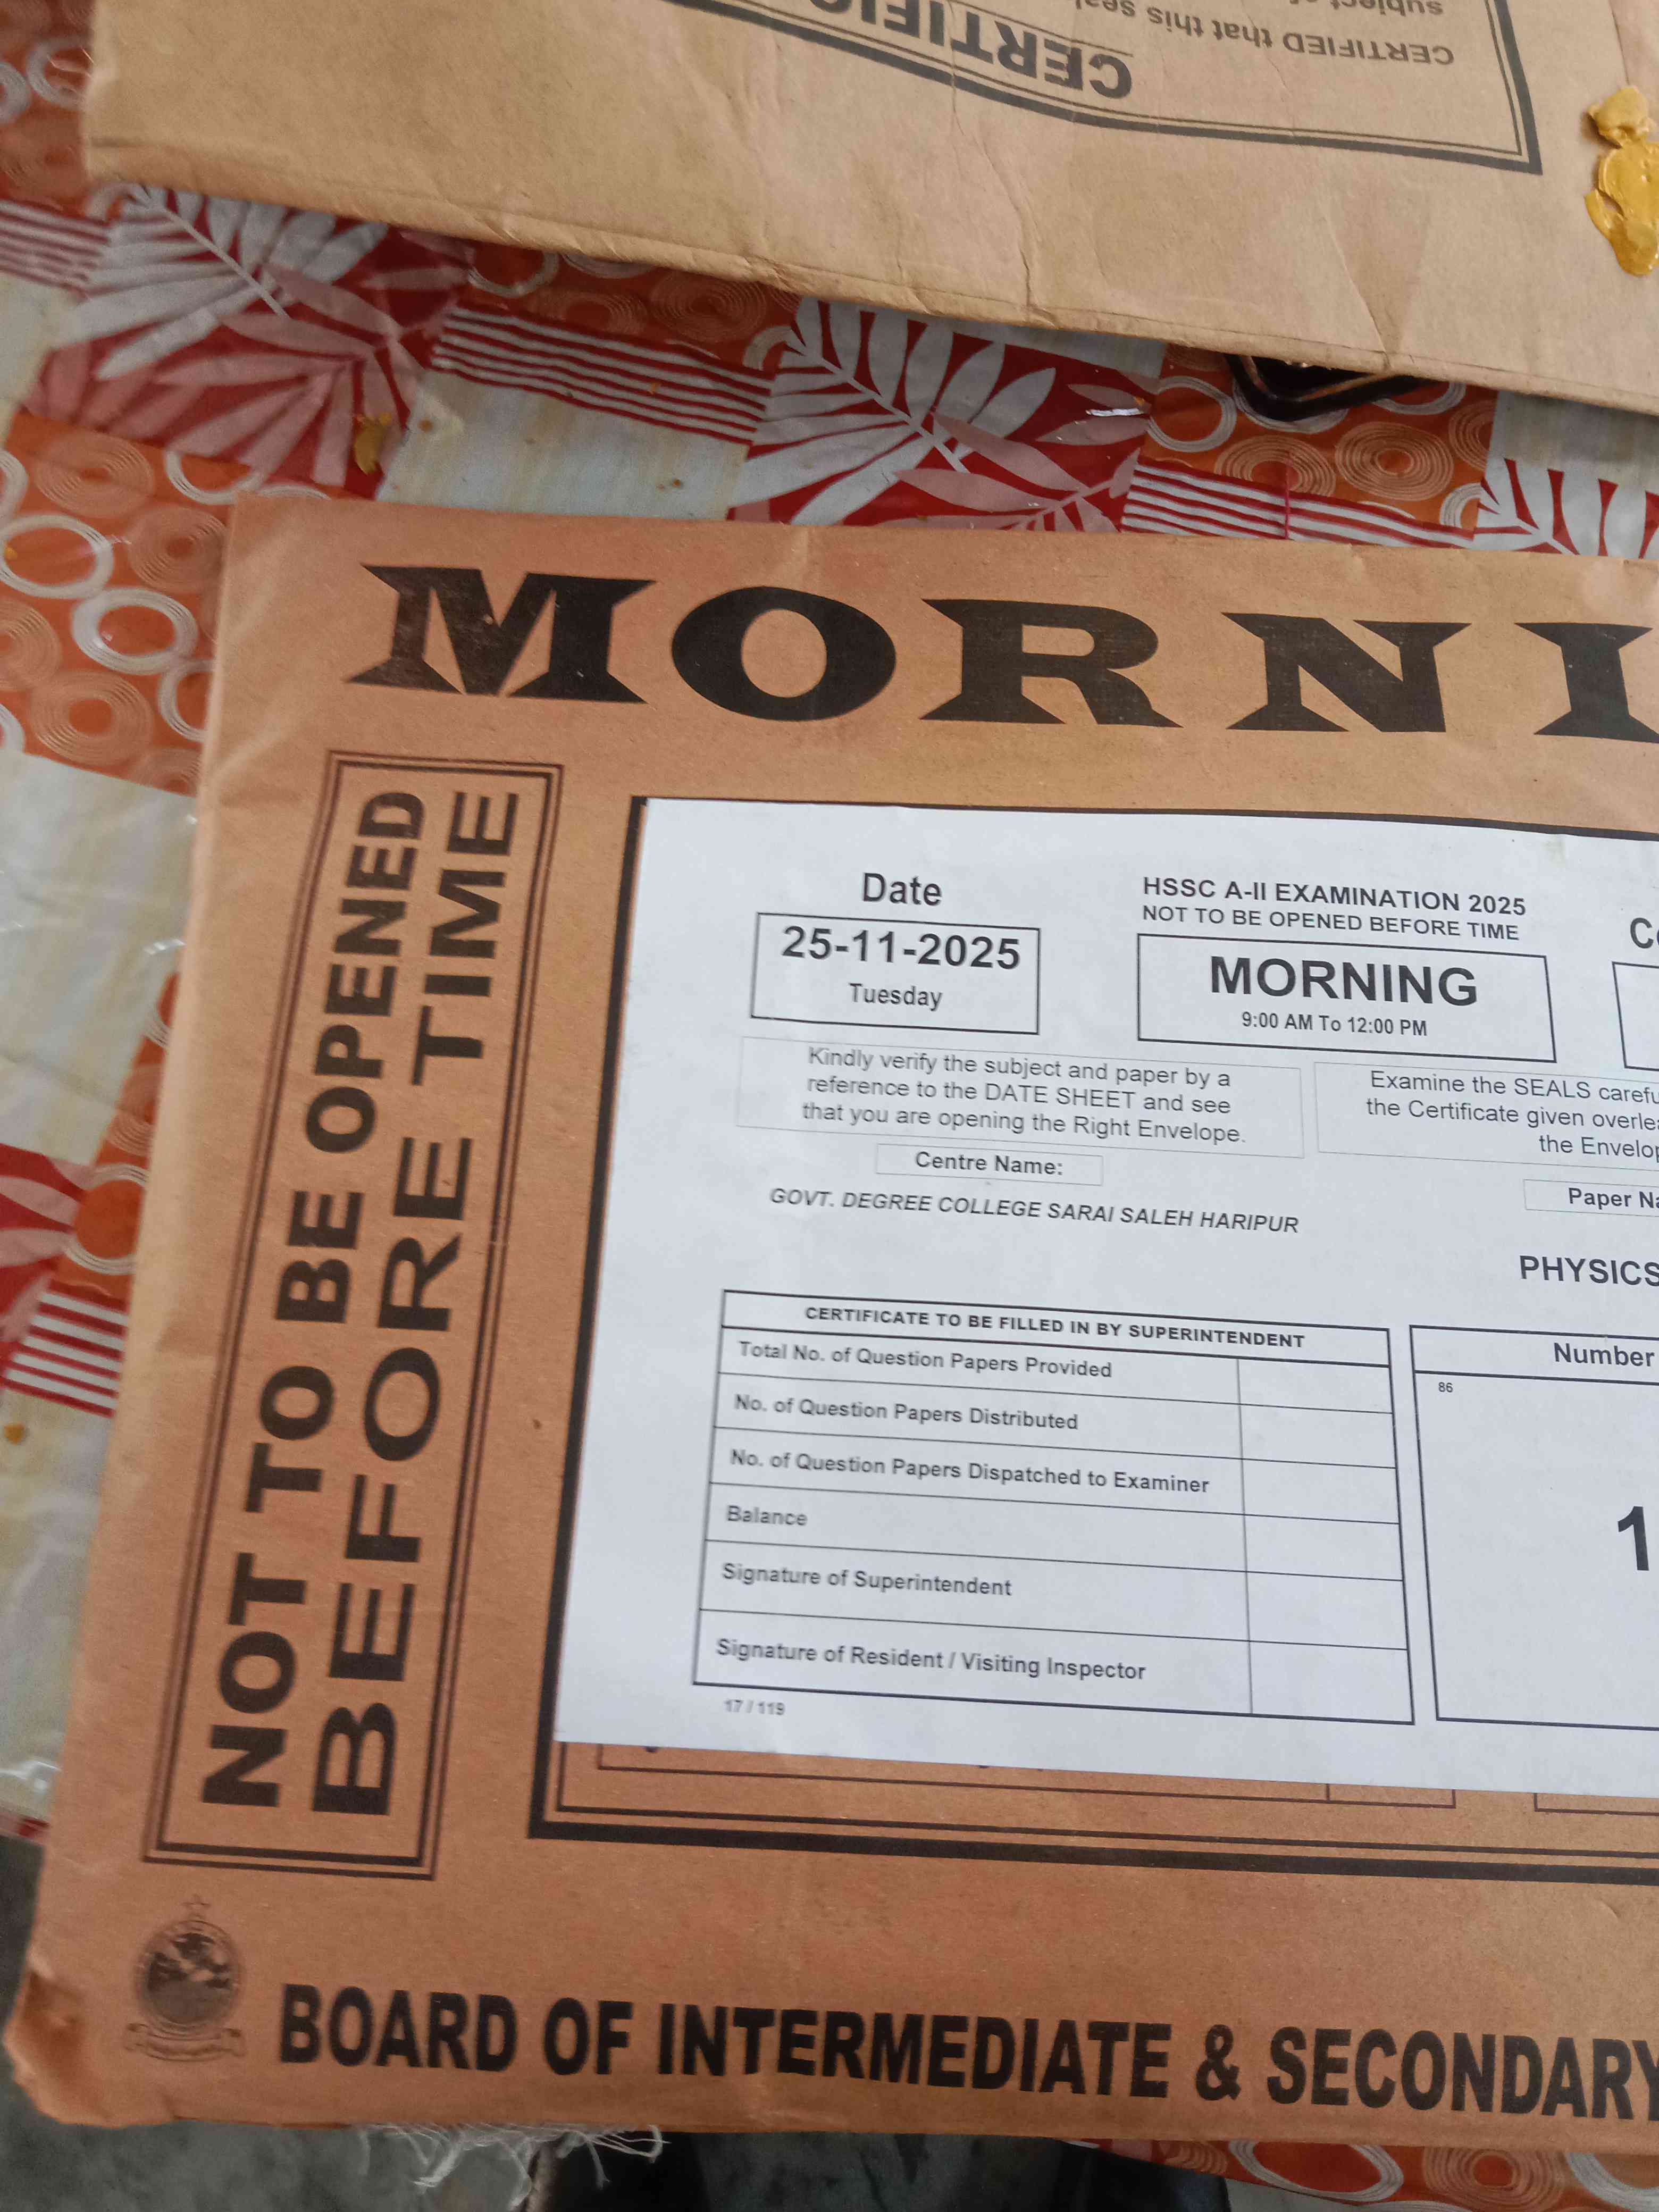 CERTIFIED that this seal
subject
CERTIFIC
MORNI
NOT TO BE OPENED
BEFORE TIME
Date
25-11-2025
Tuesday
HSSC A-II EXAMINATION 2025
NOT TO BE OPENED BEFORE TIME
MORNING
9:00 AM To 12:00 PM
Kindly verify the subject and paper by a
reference to the DATE SHEET and see
that you are opening the Right Envelope.
Examine the SEALS carefu
the Certificate given overle
the Envelop
Centre Name:
GOVT. DEGREE COLLEGE SARAI SALEH HARIPUR
Paper Na
PHYSICS
CERTIFICATE TO BE FILLED IN BY SUPERINTENDENT
Total No. of Question Papers Provided
No. of Question Papers Distributed
No. of Question Papers Dispatched to Examiner
Balance
Signature of Superintendent
Signature of Resident / Visiting Inspector
17 / 119
Number
86
1
BOARD OF INTERMEDIATE & SECONDARY